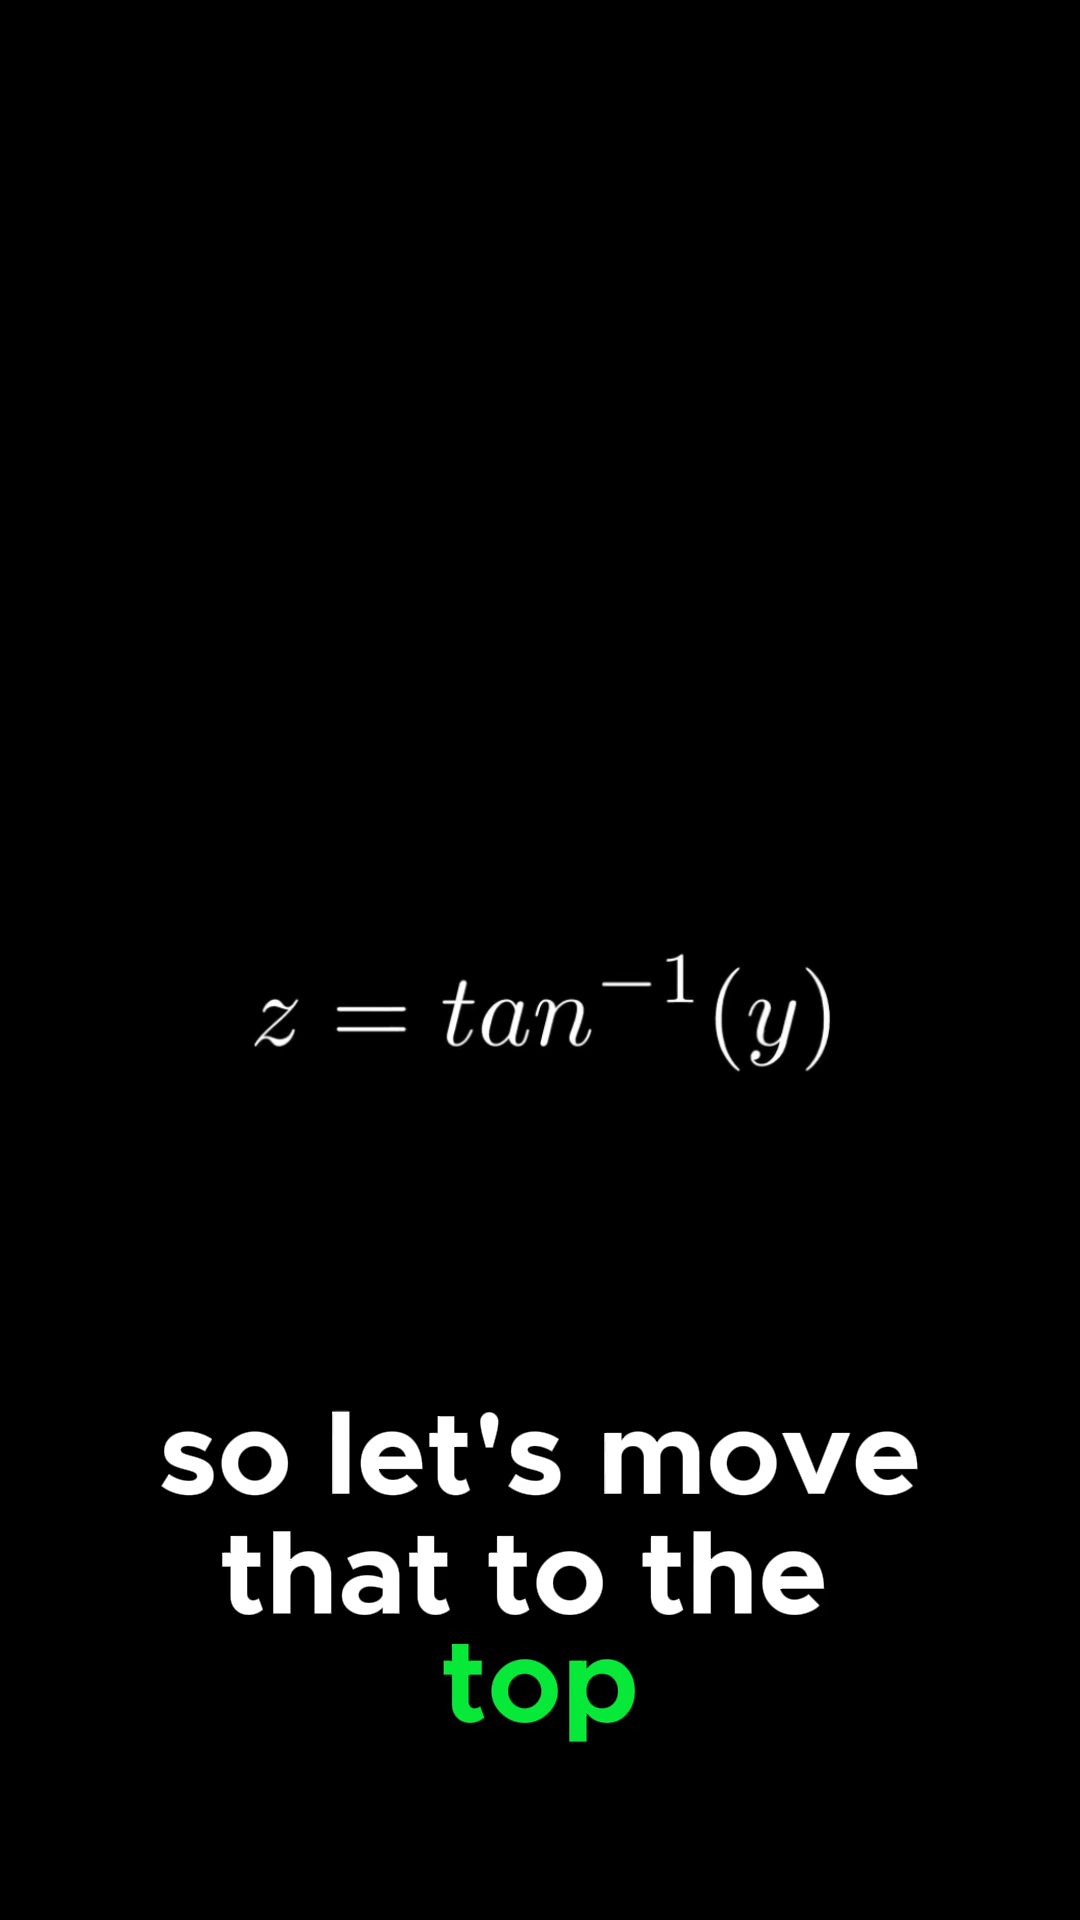 z = tan⁻¹(y)
so let's move
that to the
top